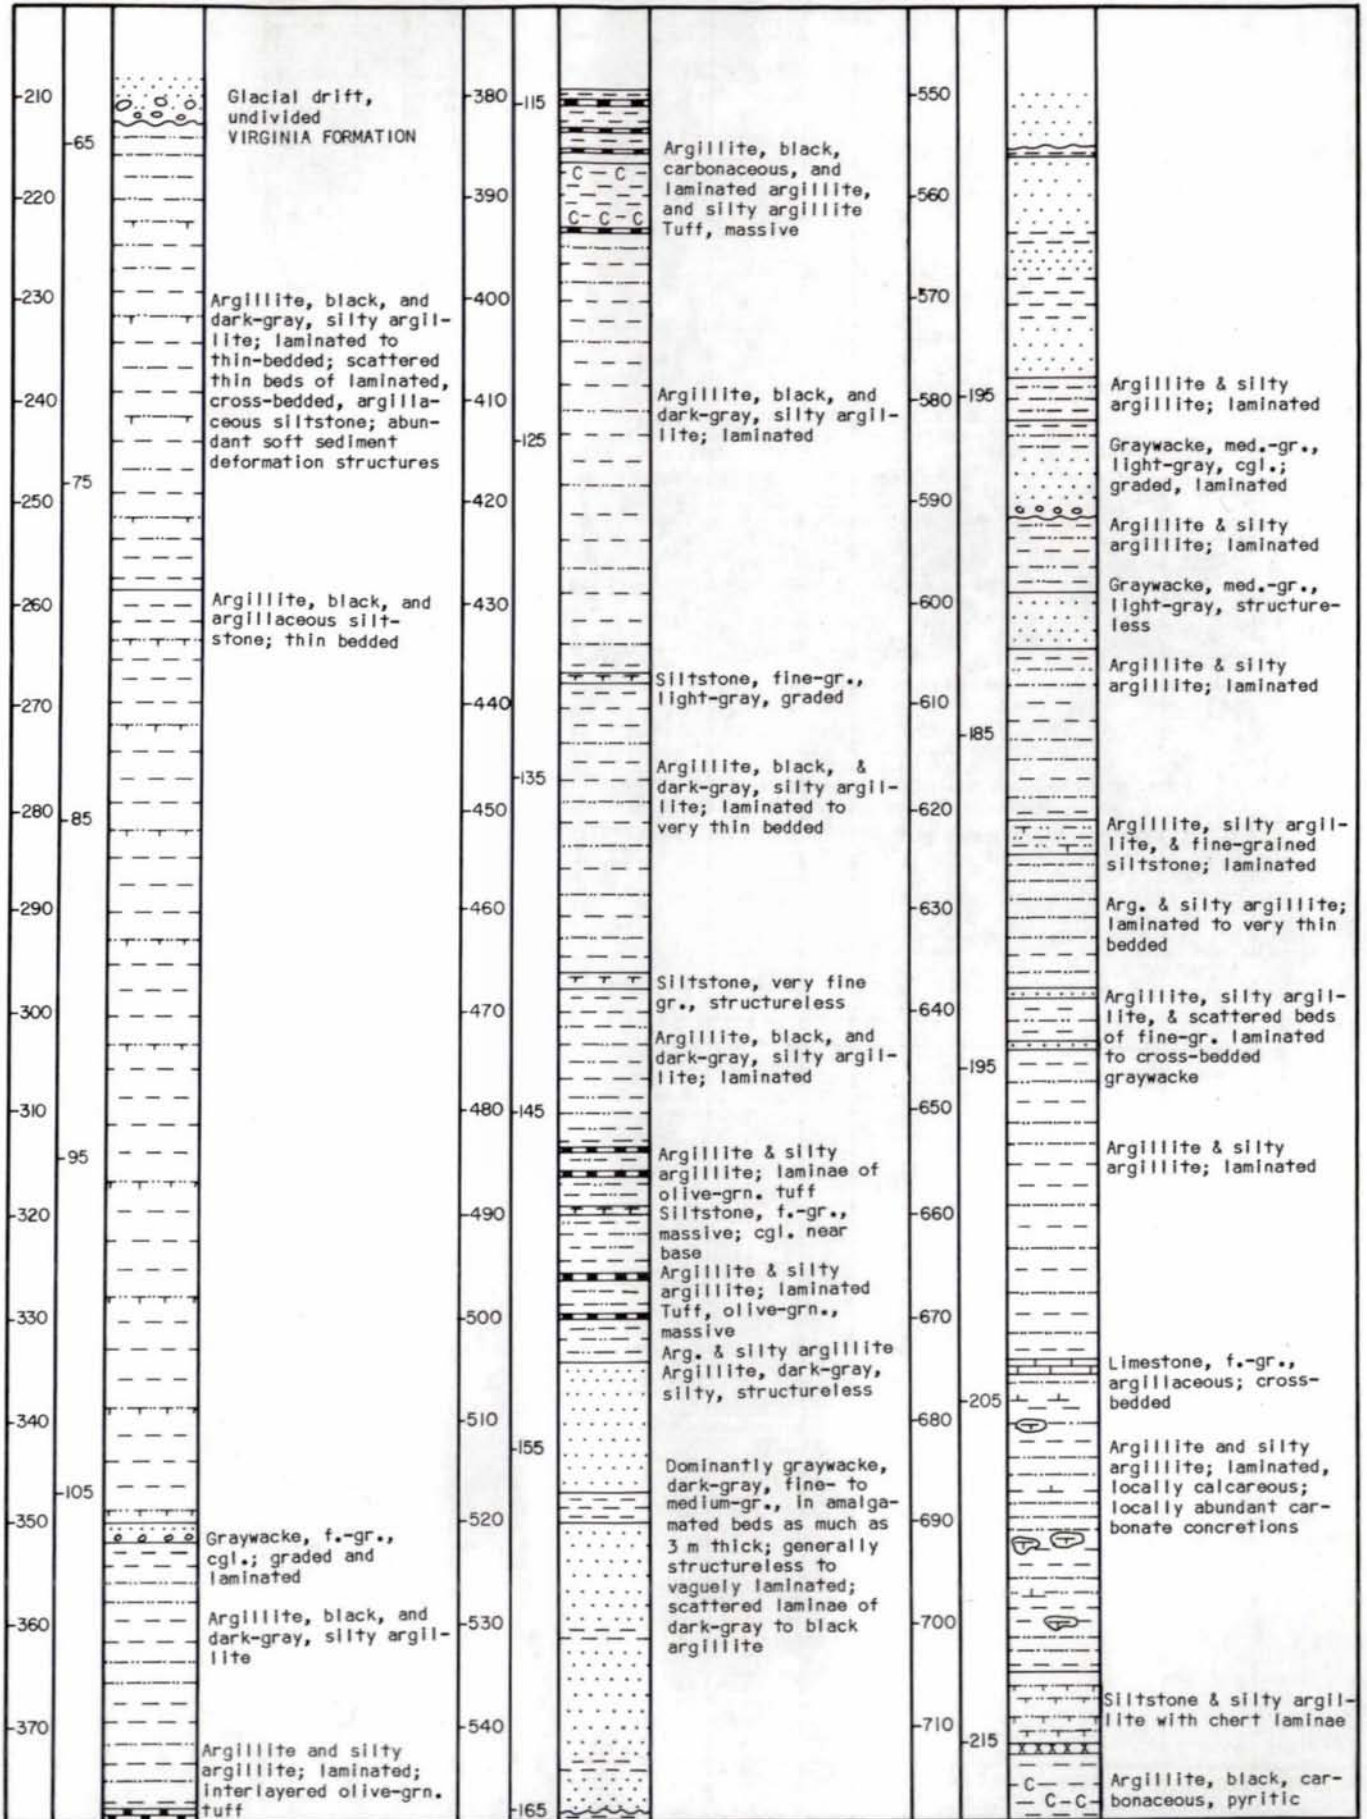 210
220
230
240
250
260
270
280
290
300
310
320
330
340
350
360
370
65
75
85
95
105
Glacial drift,
undivided
VIRGINIA FORMATION
Argillite, black, and
dark-gray, silty argil-
lite; laminated to
thin-bedded; scattered
thin beds of laminated,
cross-bedded, argilla-
ceous siltstone; abun-
dant soft sediment
deformation structures
Argillite, black, and
argillaceous silt-
stone; thin bedded
Graywacke, f.-gr.,
cgl.; graded and
laminated
Argillite, black, and
dark-gray, silty argil-
lite
Argillite and silty
argillite; laminated;
interlayered olive-grn.
tuff
380
390
400
410
420
430
440
450
460
470
480
490
500
510
520
530
540
115
125
135
145
155
165
C — C
C-C-C
Argillite, black,
carbonaceous, and
laminated argillite,
and silty argillite
Tuff, massive
Argillite, black, and
dark-gray, silty argil-
lite; laminated
Siltstone, fine-gr.,
light-gray, graded
Argillite, black, &
dark-gray, silty argil-
lite; laminated to
very thin bedded
Siltstone, very fine
gr., structureless
Argillite, black, and
dark-gray, silty argil-
lite; laminated
Argillite & silty
argillite; laminae of
olive-grn. tuff
Siltstone, f.-gr.,
massive; cgl. near
base
Argillite & silty
argillite; laminated
Tuff, olive-grn.,
massive
Arg. & silty argillite
Argillite, dark-gray,
silty, structureless
Dominantly graywacke,
dark-gray, fine- to
medium-gr., in amalga-
mated beds as much as
3 m thick; generally
structureless to
vaguely laminated;
scattered laminae of
dark-gray to black
argillite
550
560
570
580
590
600
610
620
630
640
650
660
670
680
690
700
710
195
185
195
205
215
C
C-C
Argillite & silty
argillite; laminated
Graywacke, med.-gr.,
light-gray, cgl.;
graded, laminated
Argillite & silty
argillite; laminated
Graywacke, med.-gr.,
light-gray, structure-
less
Argillite & silty
argillite; laminated
Argillite, silty argil-
lite, & fine-grained
siltstone; laminated
Arg. & silty argillite;
laminated to very thin
bedded
Argillite, silty argil-
lite, & scattered beds
of fine-gr. laminated
to cross-bedded
graywacke
Argillite & silty
argillite; laminated
Limestone, f.-gr.,
argillaceous; cross-
bedded
Argillite and silty
argillite; laminated,
locally calcareous;
locally abundant car-
bonate concretions
Siltstone & silty argil-
lite with chert laminae
Argillite, black, car-
bonaceous, pyritic